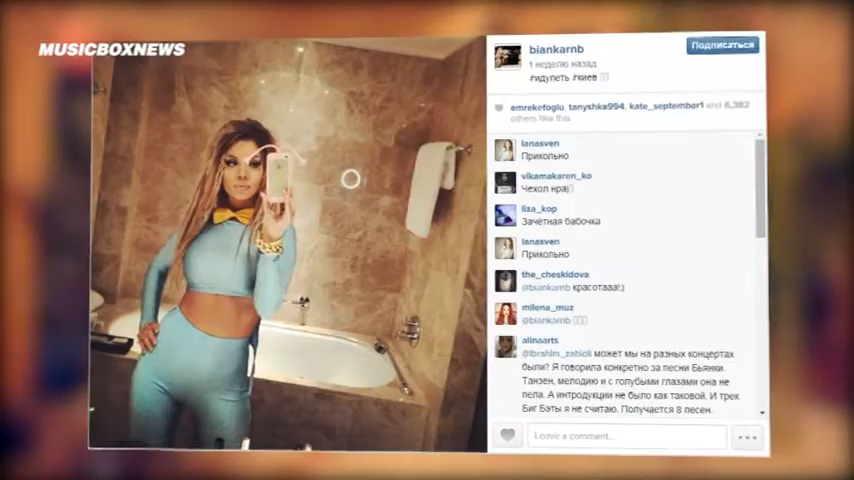 MUSICBOXNEWS
biankarnb
Подписаться
1 неделю назад
#идупеть #киев
emrekefoglu, tanyshka994, kate_september1 and 6,382
others like this.
lanasven
Прикольно
vikamakaren_ko
Чехол нра)
liza_kop
Зачётная бабочка
lanasven
Прикольно
the_cheskidova
@biankarnb красотааа!:)
milena_muz
@biankarnb
alinaarts
@ibrahim_zahidi может мы на разных концертах
были? Я говорила конкретно за песни Бьянки.
Танзен, мелодию и с голубыми глазами она не
пела. А интродукции не было как таковой. И трек
Биг Бэты я не считаю. Получается 8 песен.
Leave a comment...